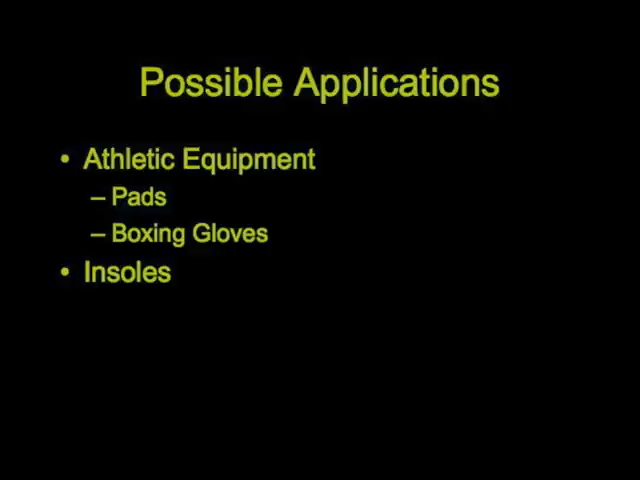 Possible Applications
• Athletic Equipment
– Pads
– Boxing Gloves
• Insoles